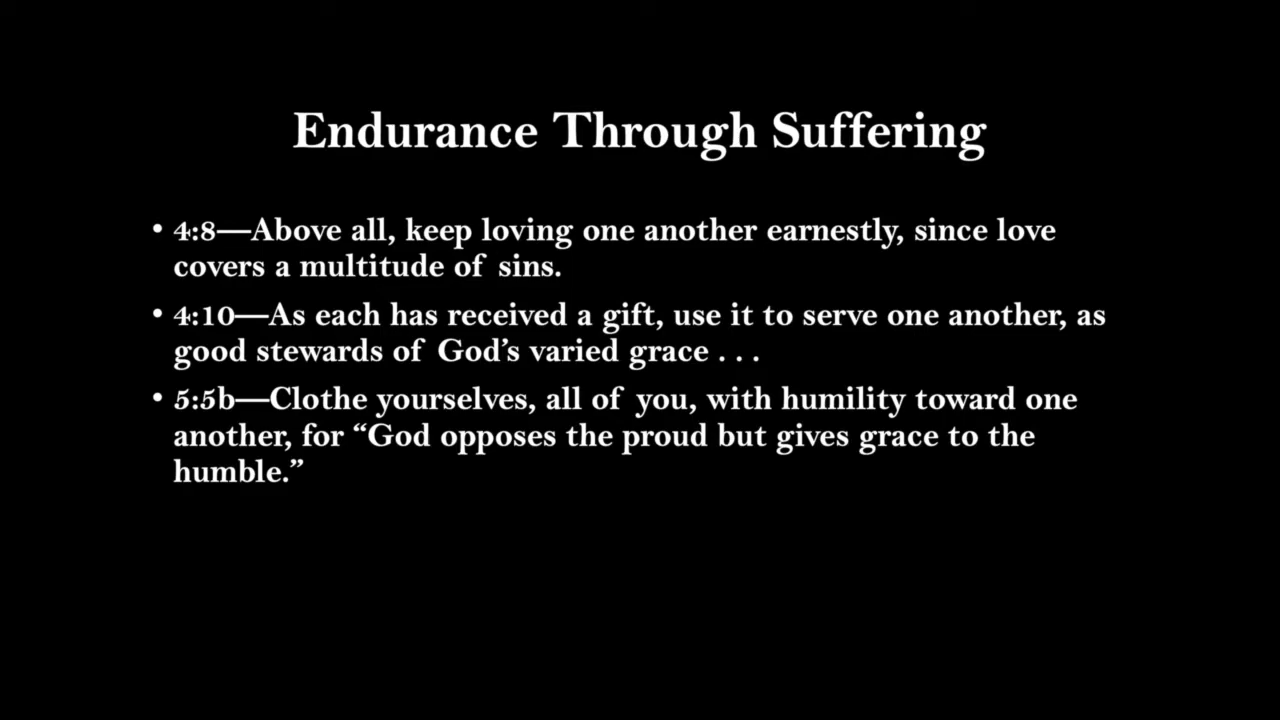 Endurance Through Suffering
• 4:8—Above all, keep loving one another earnestly, since love
covers a multitude of sins.
• 4:10—As each has received a gift, use it to serve one another, as
good stewards of God’s varied grace . . .
• 5:5b—Clothe yourselves, all of you, with humility toward one
another, for “God opposes the proud but gives grace to the
humble.”